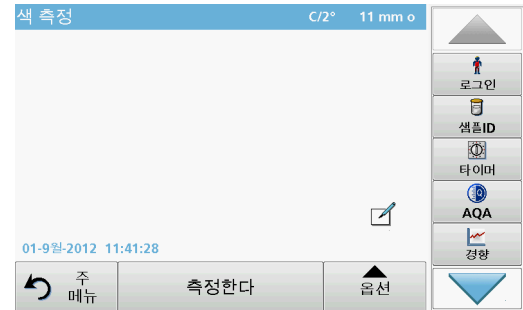 색 측정 C/2° 11 mm o
로그인
샘플ID
타이머
AQA
경향
01-9월-2012 11:41:28
주
메뉴
측정한다
옵션